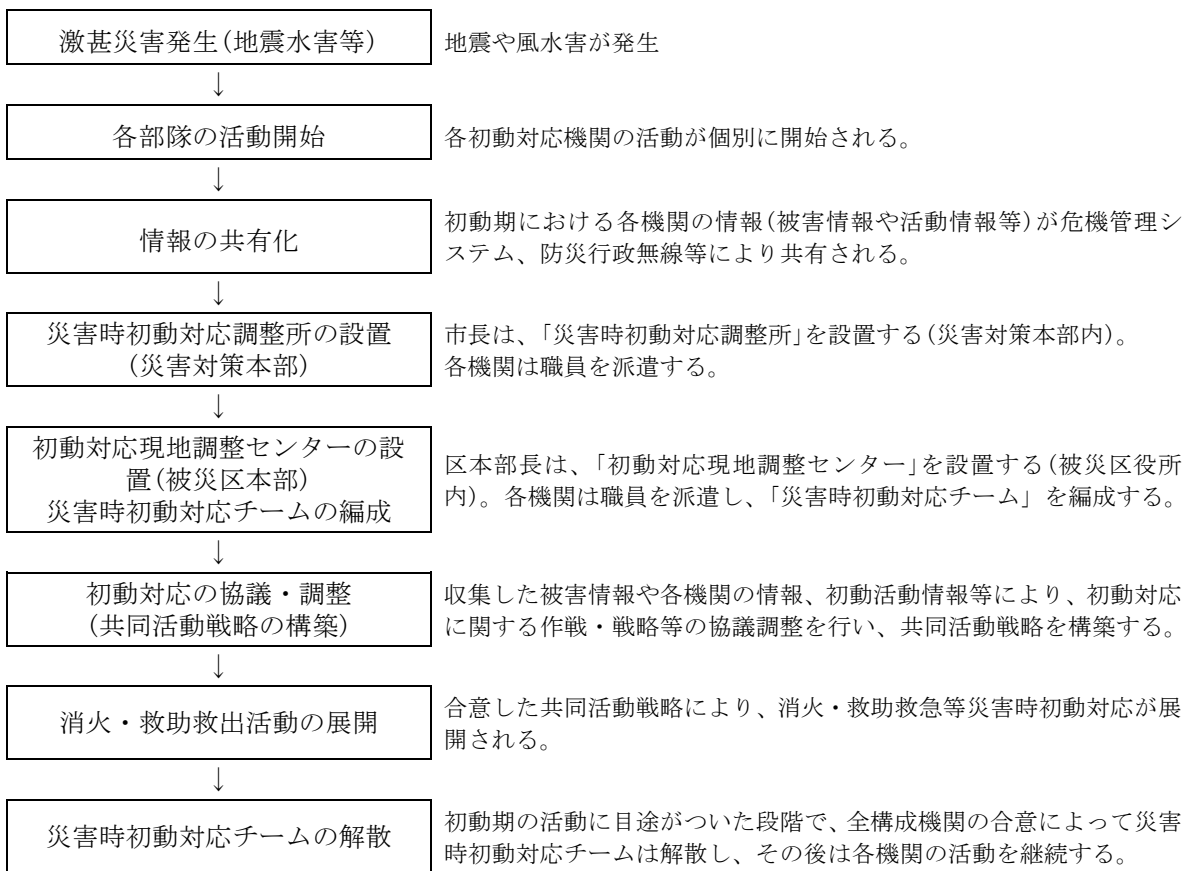 激甚災害発生(地震水害等)
地震や風水害が発生
↓
各部隊の活動開始
各初動対応機関の活動が個別に開始される。
↓
情報の共有化
初動期における各機関の情報(被害情報や活動情報等)が危機管理シ
ステム、防災行政無線等により共有される。
↓
災害時初動対応調整所の設置
(災害対策本部)
市長は、「災害時初動対応調整所」を設置する(災害対策本部内)。
各機関は職員を派遣する。
↓
初動対応現地調整センターの設
置(被災区本部)
災害時初動対応チームの編成
区本部長は、「初動対応現地調整センター」を設置する(被災区役所
内)。各機関は職員を派遣し、「災害時初動対応チーム」を編成する。
↓
初動対応の協議・調整
(共同活動戦略の構築)
収集した被害情報や各機関の情報、初動活動情報等により、初動対応
に関する作戦・戦略等の協議調整を行い、共同活動戦略を構築する。
↓
消火・救助救出活動の展開
合意した共同活動戦略により、消火・救助救急等災害時初動対応が展
開される。
↓
災害時初動対応チームの解散
初動期の活動に目途がついた段階で、全構成機関の合意によって災害
時初動対応チームは解散し、その後は各機関の活動を継続する。